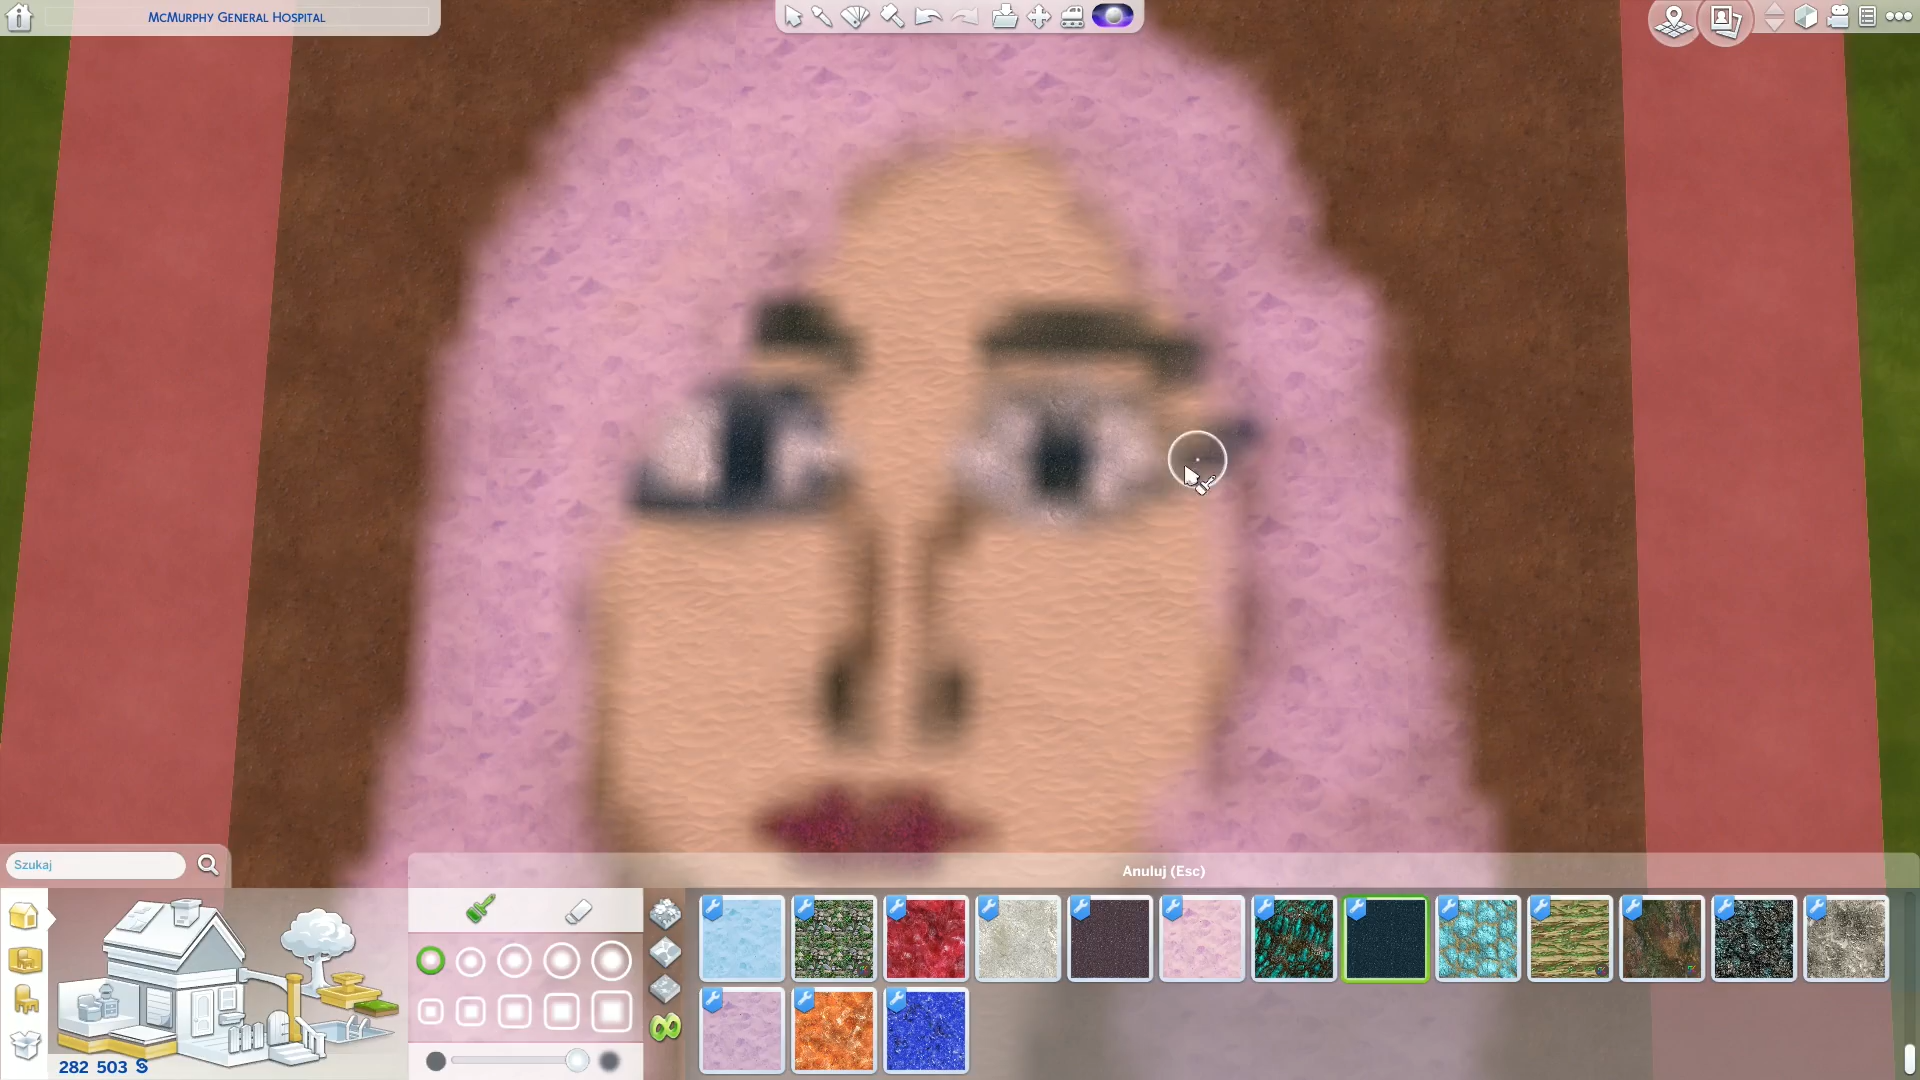 McMurphy General Hospital
Szukaj
Anuluj (Esc)
282 503 §